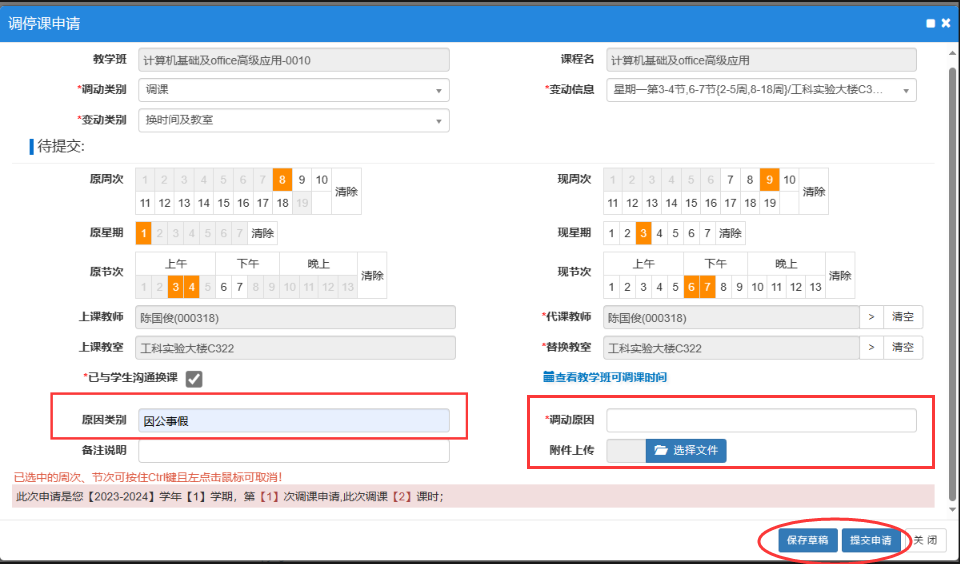 调停课申请
教学班 计算机基础及office高级应用-0010 课程名 计算机基础及office高级应用
*调动类别 调课 *变动信息 星期一第3-4节,6-7节{2-5周,8-18周}/工科实验大楼C3...
*变动类别 换时间及教室
待提交:
原周次 1 2 3 4 5 6 7 8 9 10 清除 现周次 1 2 3 4 5 6 7 8 9 10 清除
11 12 13 14 15 16 17 18 19 11 12 13 14 15 16 17 18 19
原星期 1 2 3 4 5 6 7 清除 现星期 1 2 3 4 5 6 7 清除
原节次 上午 下午 晚上 清除 现节次 上午 下午 晚上 清除
1 2 3 4 5 6 7 8 9 10 11 12 13 1 2 3 4 5 6 7 8 9 10 11 12 13
上课教师 陈国俊(000318) *代课教师 陈国俊(000318) > 清空
上课教室 工科实验大楼C322 *替换教室 工科实验大楼C322 > 清空
*已与学生沟通换课 查看教学班可调课时间
原因类别 因公事假 *调动原因
备注说明 附件上传 选择文件
已选中的周次、节次可按住Ctrl键且左点击鼠标可取消!
此次申请是您【2023-2024】学年【1】学期，第【1】次调课申请,此次调课【2】课时；
保存草稿 提交申请 关 闭